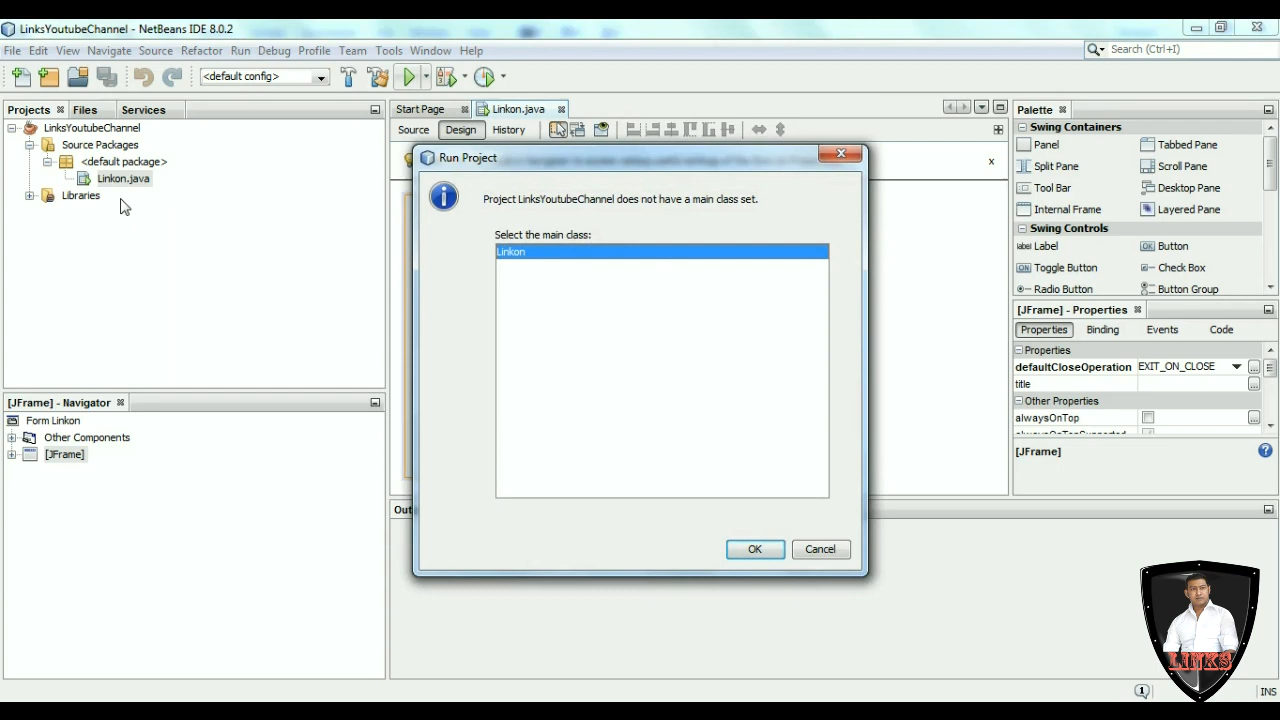 LinksYoutubeChannel - NetBeans IDE 8.0.2
File Edit View Navigate Source Refactor Run Debug Profile Team Tools Window Help
Search (Ctrl+I)
<default config>
Projects Files Services
LinksYoutubeChannel
Source Packages
<default package>
Linkon.java
Libraries
[JFrame] - Navigator
Form Linkon
Other Components
[JFrame]
Start Page Linkon.java
Source Design History
Run Project
Project LinksYoutubeChannel does not have a main class set.
Select the main class:
Linkon
OK Cancel
Out
Palette
Swing Containers
Panel Tabbed Pane
Split Pane Scroll Pane
Tool Bar Desktop Pane
Internal Frame Layered Pane
Swing Controls
label Label OK Button
ON Toggle Button Check Box
Radio Button Button Group
[JFrame] - Properties
Properties Binding Events Code
Properties
defaultCloseOperation EXIT_ON_CLOSE
title
Other Properties
alwaysOnTop
[JFrame]
LINKS
1 INS